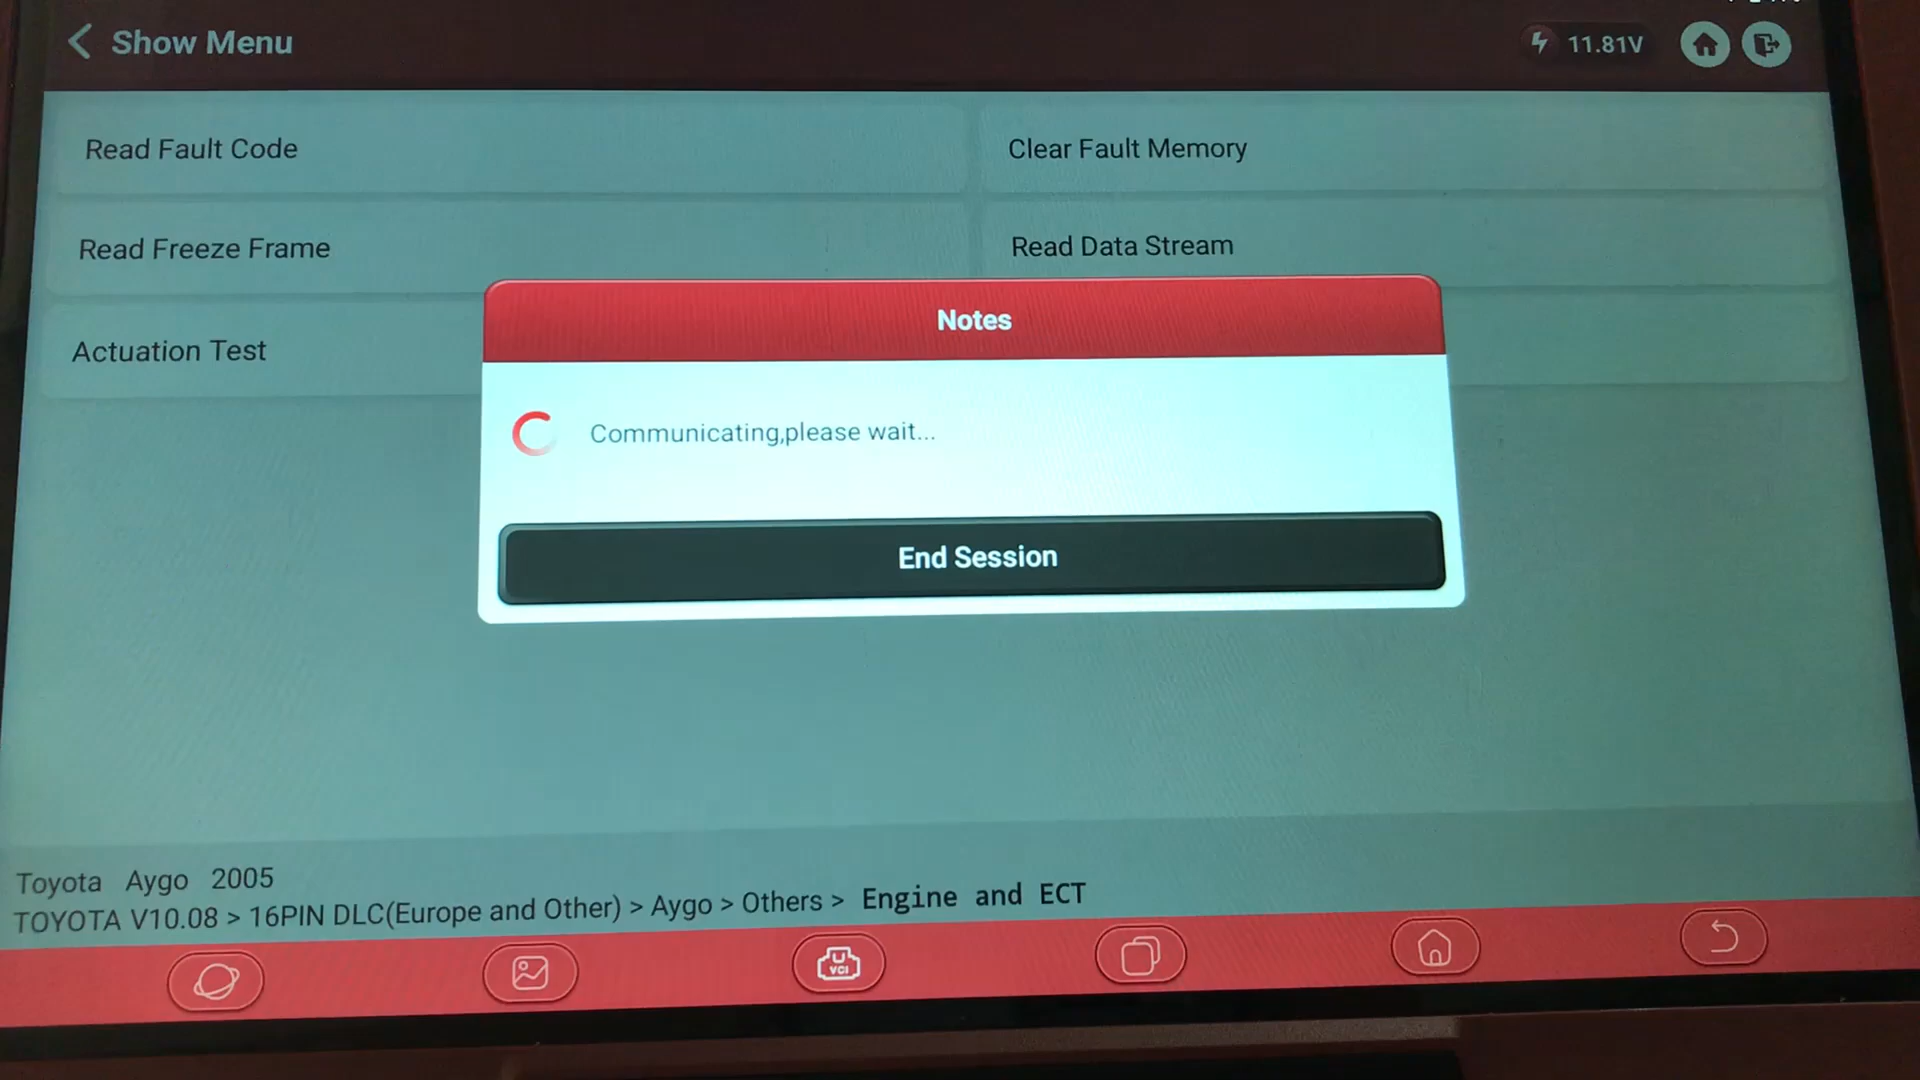 Show Menu
11.81V
Read Fault Code
Clear Fault Memory
Read Freeze Frame
Read Data Stream
Actuation Test
Notes
Communicating,please wait...
End Session
Toyota Aygo 2005
TOYOTA V10.08 > 16PIN DLC(Europe and Other) > Aygo > Others > Engine and ECT
VCI